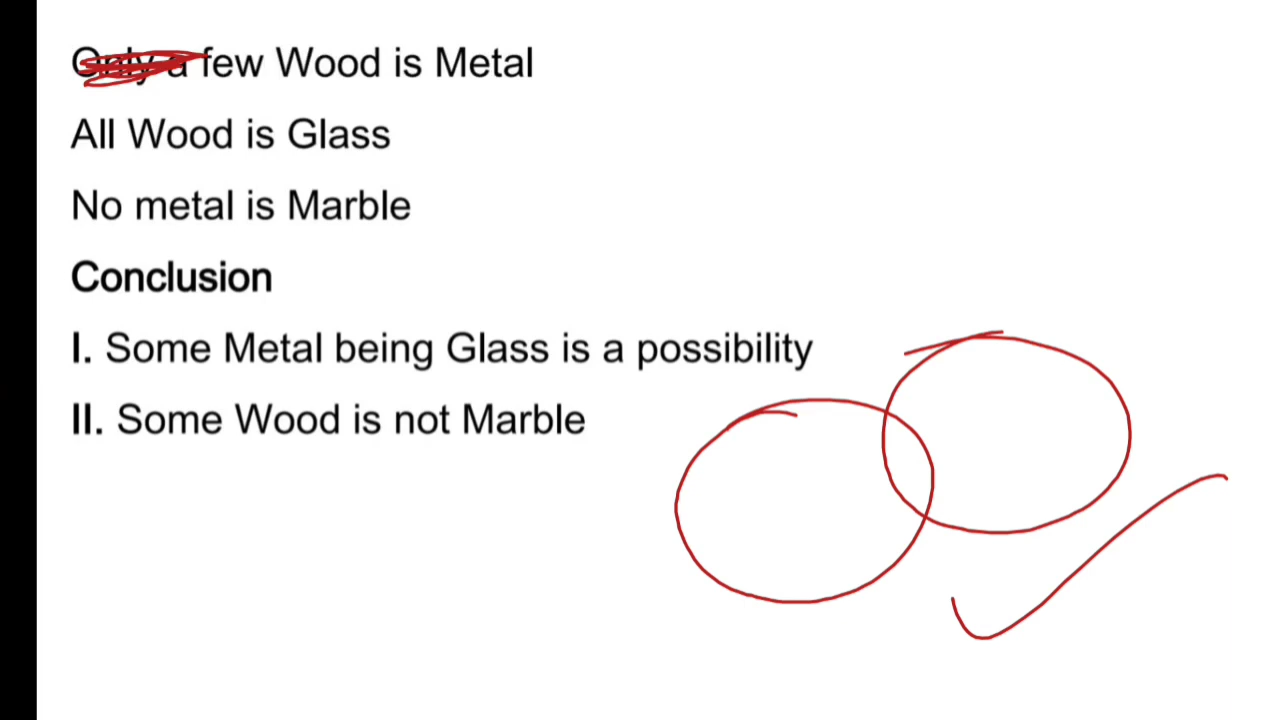 Only a few Wood is Metal
All Wood is Glass
No metal is Marble
Conclusion
I. Some Metal being Glass is a possibility
II. Some Wood is not Marble